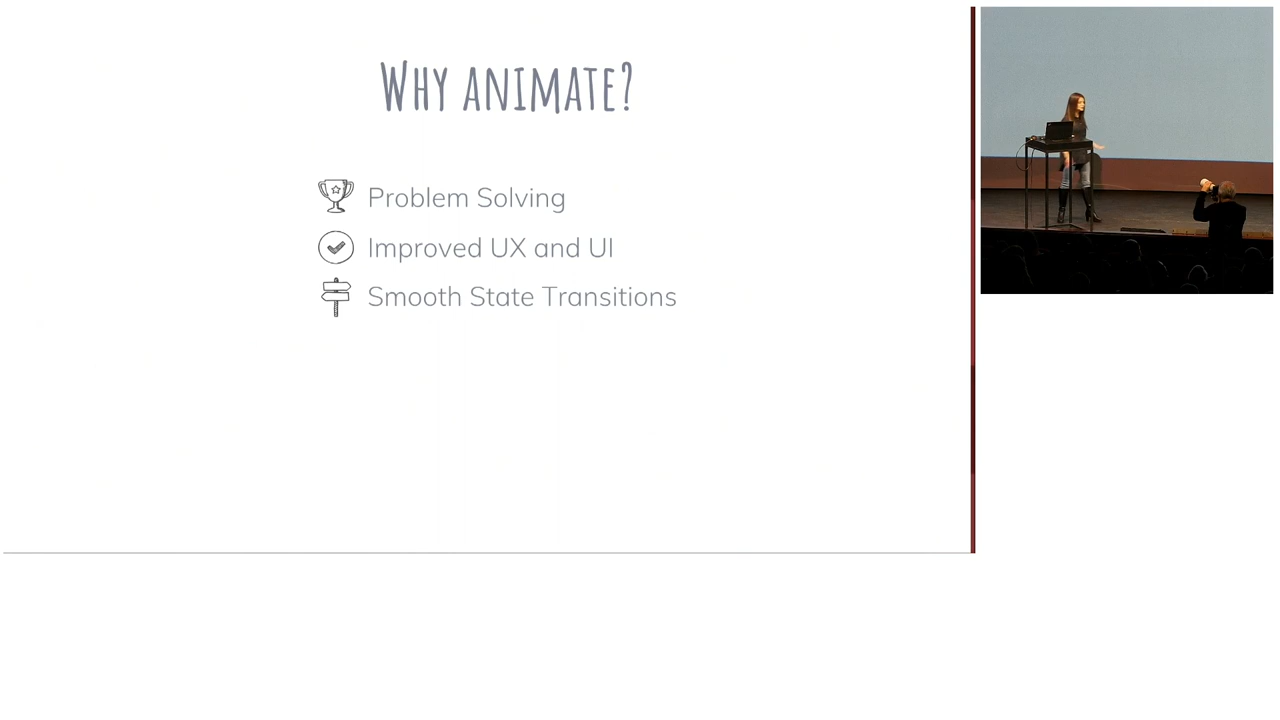 Why animate?
Problem Solving
Improved UX and UI
Smooth State Transitions